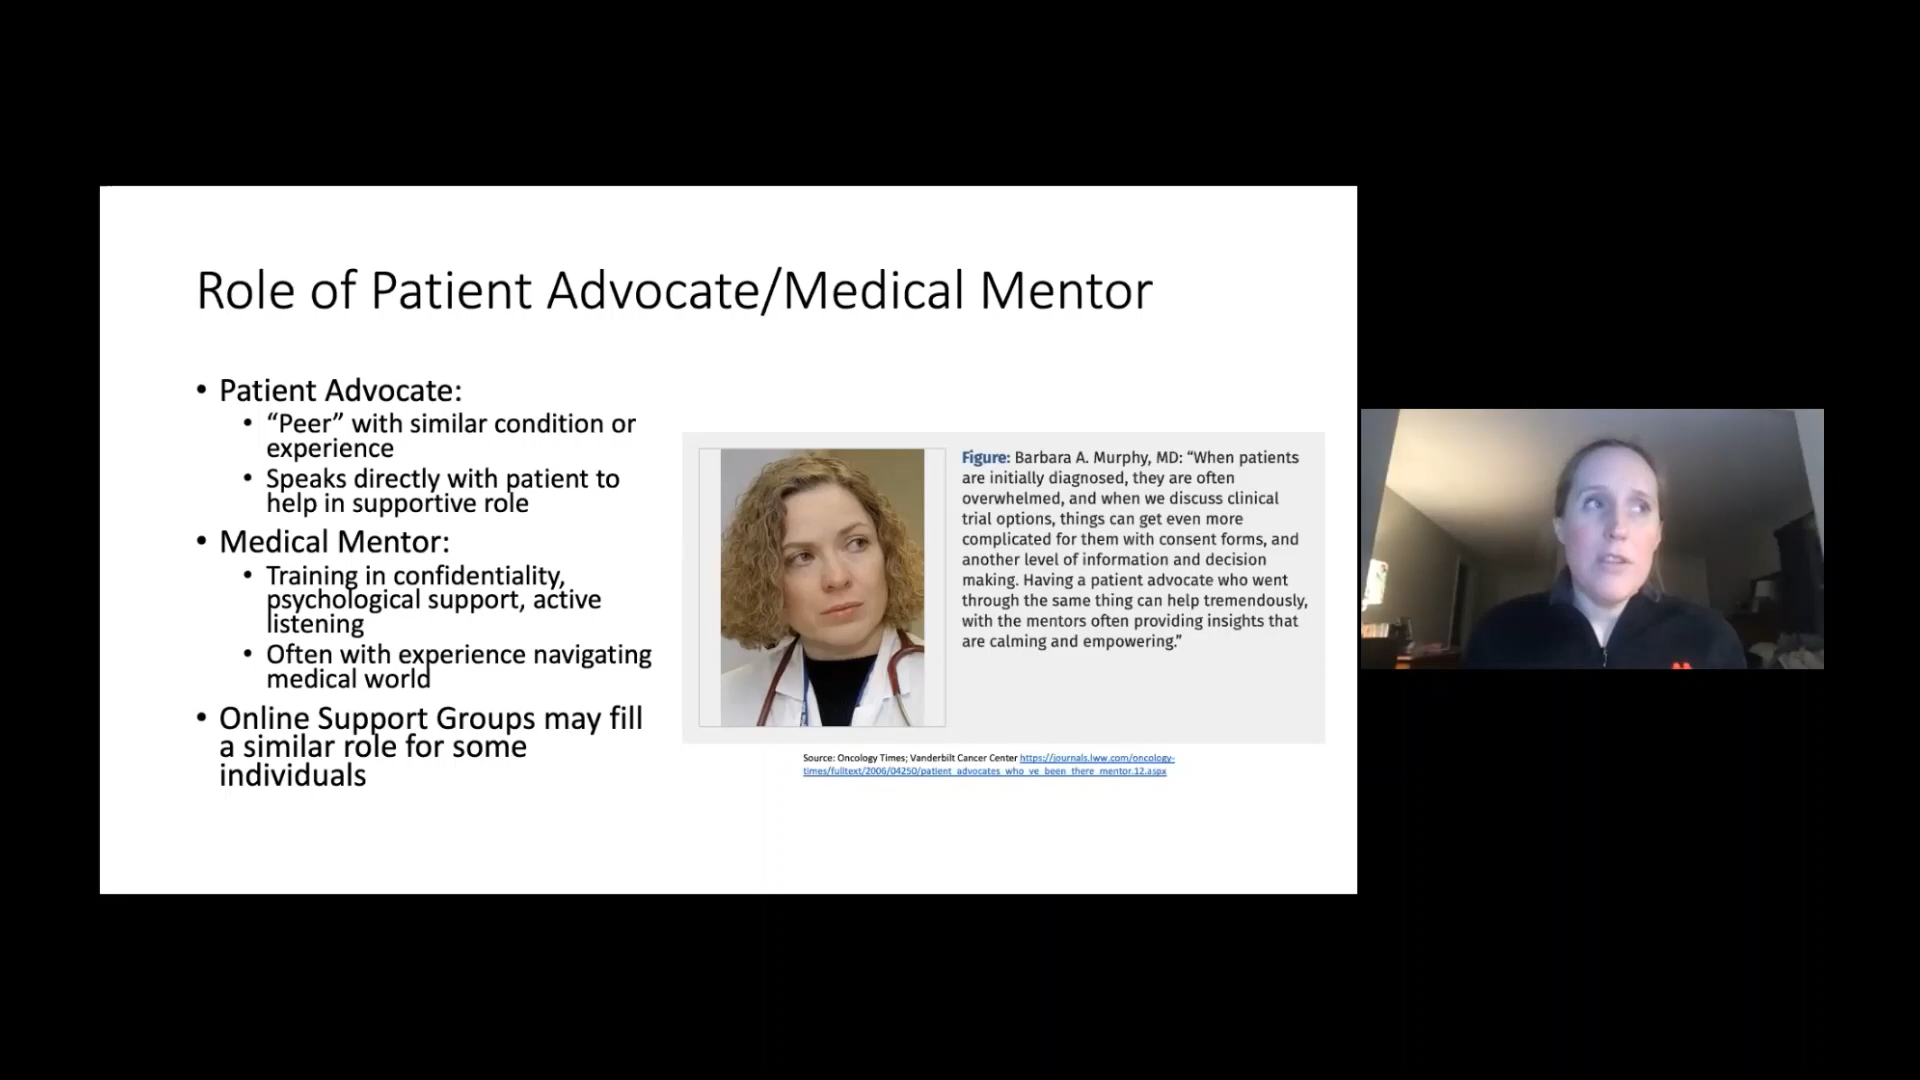 Role of Patient Advocate/Medical Mentor
• Patient Advocate:
• “Peer” with similar condition or
experience
• Speaks directly with patient to
help in supportive role
• Medical Mentor:
• Training in confidentiality,
psychological support, active
listening
• Often with experience navigating
medical world
• Online Support Groups may fill
a similar role for some
individuals
Figure: Barbara A. Murphy, MD: “When patients
are initially diagnosed, they are often
overwhelmed, and when we discuss clinical
trial options, things can get even more
complicated for them with consent forms, and
another level of information and decision
making. Having a patient advocate who went
through the same thing can help tremendously,
with the mentors often providing insights that
are calming and empowering.”
Source: Oncology Times; Vanderbilt Cancer Center https://journals.lww.com/oncology-
times/fulltext/2006/04250/patient_advocates_who_ve_been_there_mentor.12.aspx